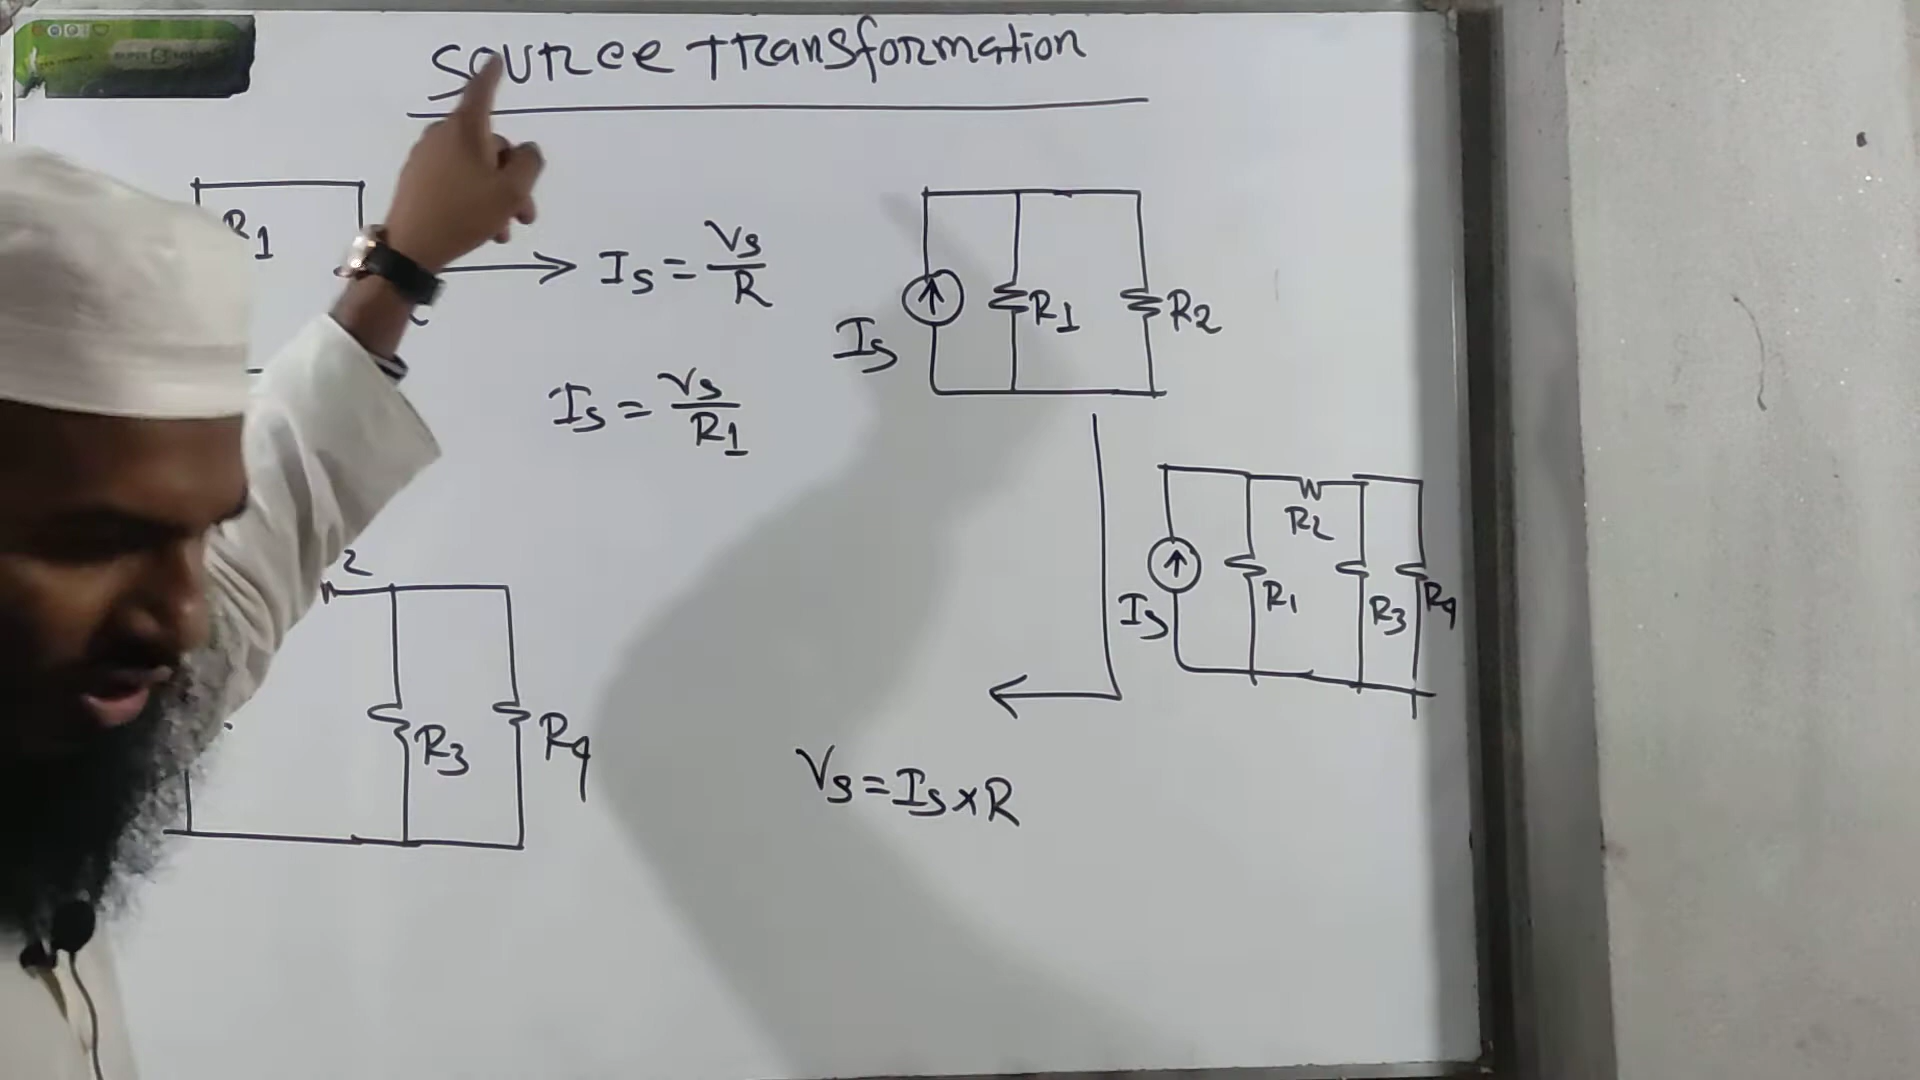 Source Transformation
R1
Is = Vs/R
Is = Vs/R1
Is
R1
R2
2
R3
R4
Is
R1
R2
R3
R4
Vs = Is x R